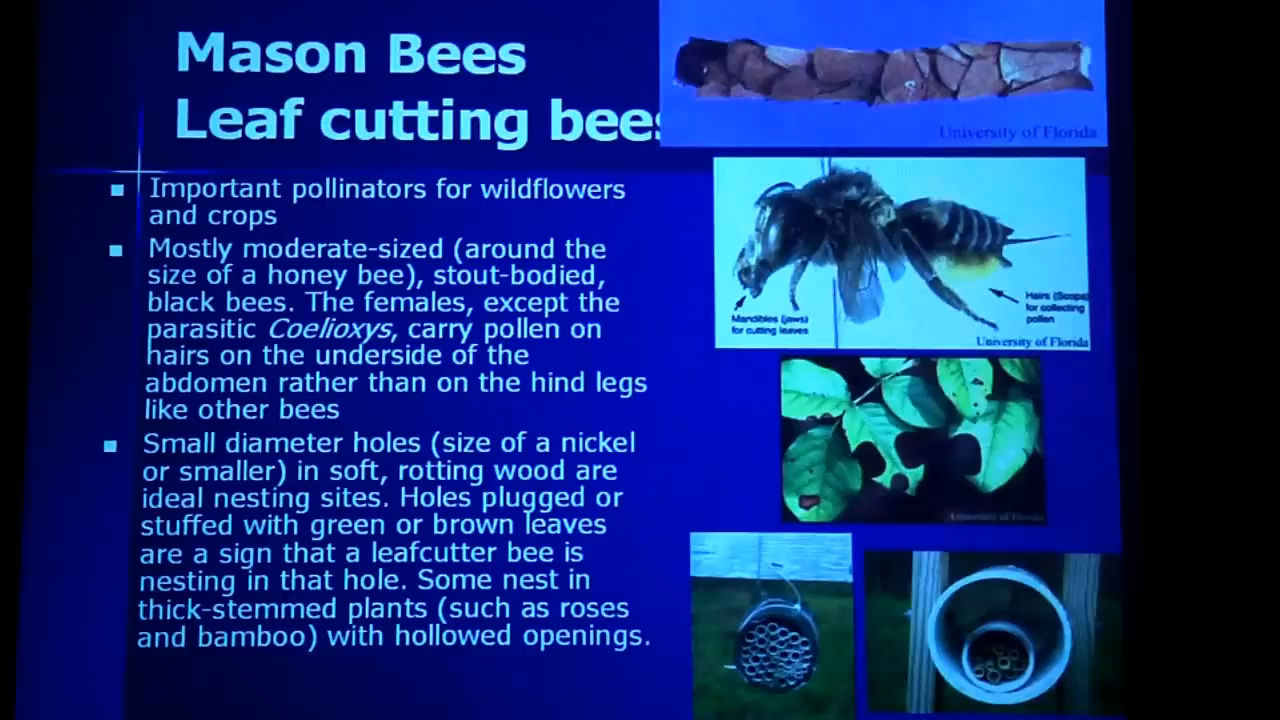 Mason Bees
Leaf cutting bees
Important pollinators for wildflowers
and crops
Mostly moderate-sized (around the
size of a honey bee), stout-bodied,
black bees. The females, except the
parasitic Coelioxys, carry pollen on
hairs on the underside of the
abdomen rather than on the hind legs
like other bees
Small diameter holes (size of a nickel
or smaller) in soft, rotting wood are
ideal nesting sites. Holes plugged or
stuffed with green or brown leaves
are a sign that a leafcutter bee is
nesting in that hole. Some nest in
thick-stemmed plants (such as roses
and bamboo) with hollowed openings.
University of Florida
Mandibles (jaws)
for cutting leaves
Hairs (Scopa)
for collecting
pollen
University of Florida
University of Florida